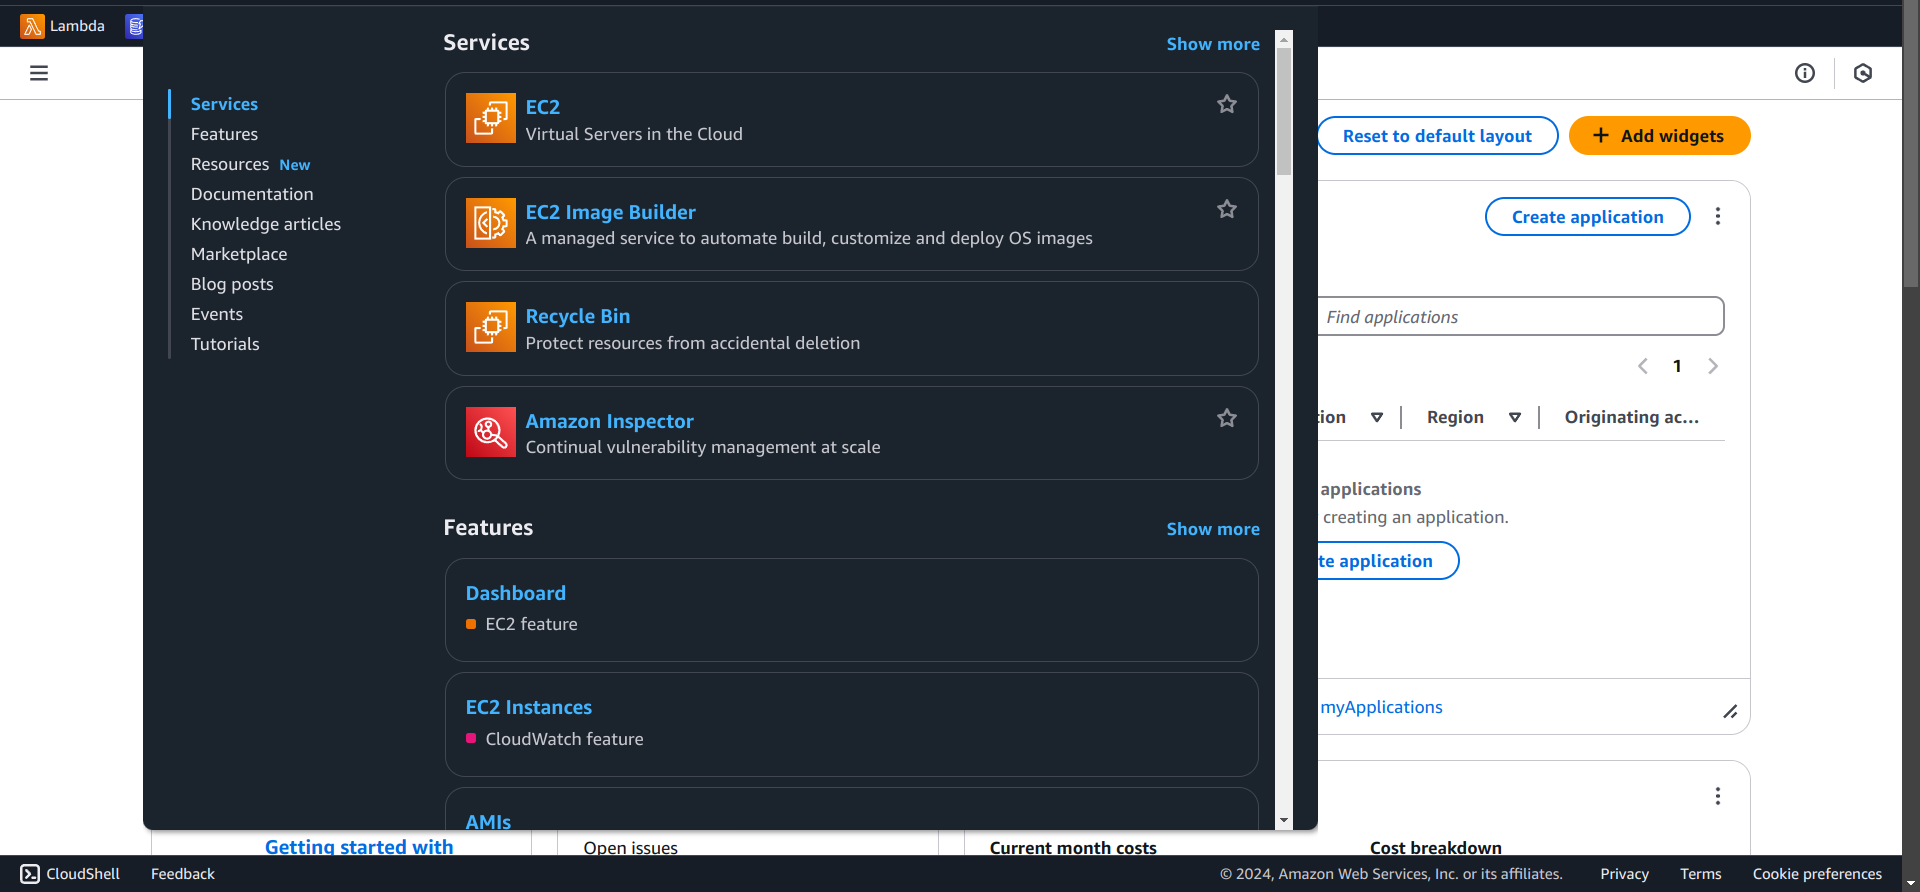 Lambda
Services
Show more
Services
Features
Resources New
Documentation
Knowledge articles
Marketplace
Blog posts
Events
Tutorials
EC2
Virtual Servers in the Cloud
EC2 Image Builder
A managed service to automate build, customize and deploy OS images
Recycle Bin
Protect resources from accidental deletion
Amazon Inspector
Continual vulnerability management at scale
Features
Show more
Dashboard
EC2 feature
EC2 Instances
CloudWatch feature
AMIs
Reset to default layout
Add widgets
Create application
Find applications
1
Region
Originating ac...
applications
creating an application.
application
myApplications
Getting started with
Open issues
Current month costs
Cost breakdown
CloudShell
Feedback
© 2024, Amazon Web Services, Inc. or its affiliates.
Privacy
Terms
Cookie preferences